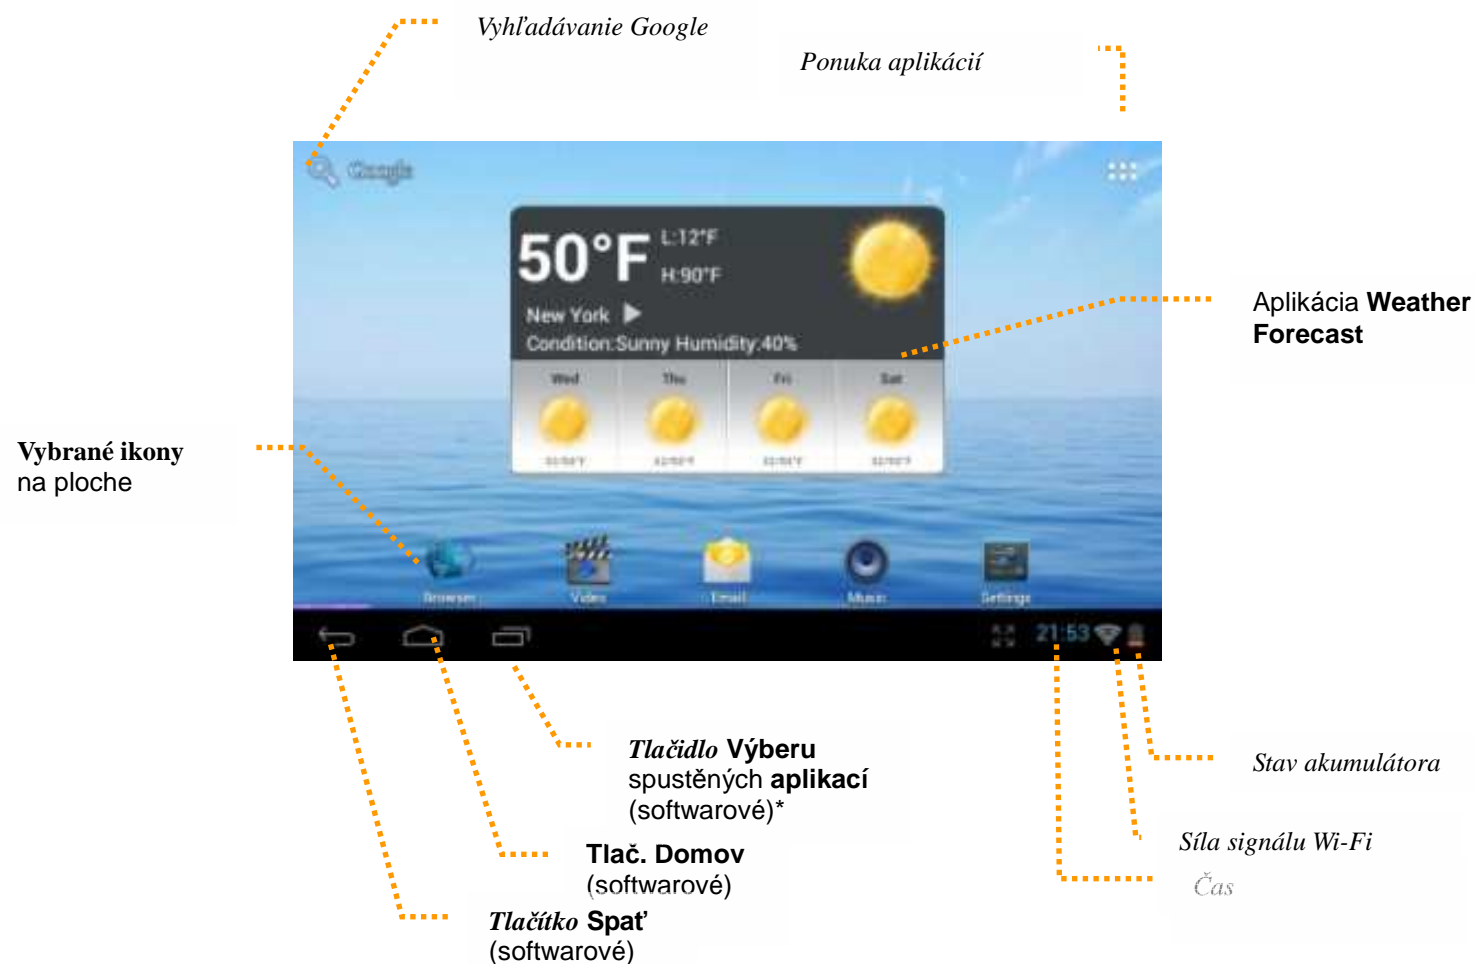 Vyhľadávanie Google
Ponuka aplikácií
Google
50°F
L:12°F
H:90°F
New York
Condition:Sunny Humidity:40%
Wed Thu Fri Sat
Aplikácia Weather
Forecast
Vybrané ikony
na ploche
Browser Video Email Music Settings
21:53
Tlačidlo Výberu
spustěných aplikací
(softwarové)*
Stav akumulátora
Síla signálu Wi-Fi
Čas
Tlač. Domov
(softwarové)
Tlačítko Spať
(softwarové)